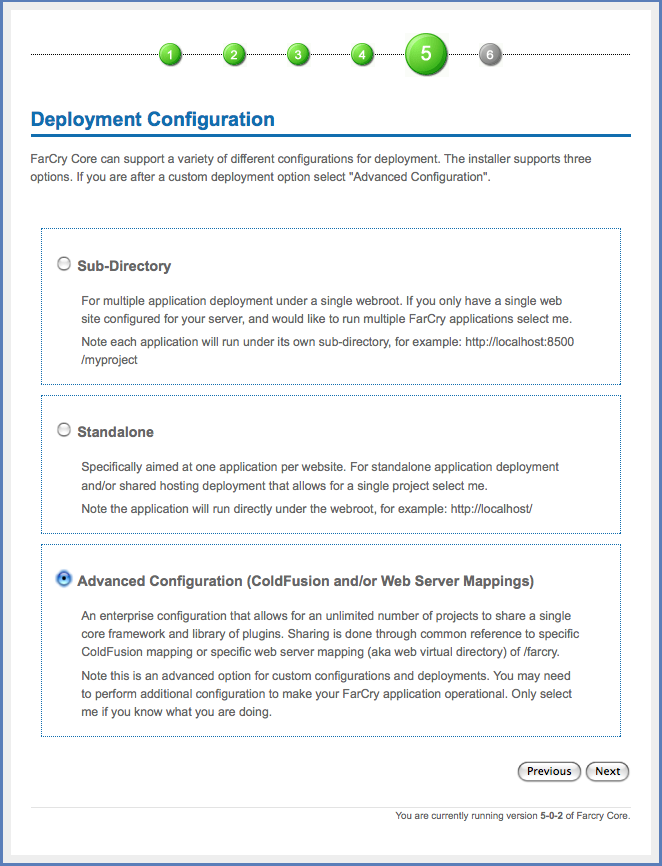 1 2 3 4 5 6
Deployment Configuration
FarCry Core can support a variety of different configurations for deployment. The installer supports three
options. If you are after a custom deployment option select "Advanced Configuration".
Sub-Directory
For multiple application deployment under a single webroot. If you only have a single web
site configured for your server, and would like to run multiple FarCry applications select me.
Note each application will run under its own sub-directory, for example: http://localhost:8500
/myproject
Standalone
Specifically aimed at one application per website. For standalone application deployment
and/or shared hosting deployment that allows for a single project select me.
Note the application will run directly under the webroot, for example: http://localhost/
Advanced Configuration (ColdFusion and/or Web Server Mappings)
An enterprise configuration that allows for an unlimited number of projects to share a single
core framework and library of plugins. Sharing is done through common reference to specific
ColdFusion mapping or specific web server mapping (aka web virtual directory) of /farcry.
Note this is an advanced option for custom configurations and deployments. You may need
to perform additional configuration to make your FarCry application operational. Only select
me if you know what you are doing.
Previous Next
You are currently running version 5-0-2 of Farcry Core.